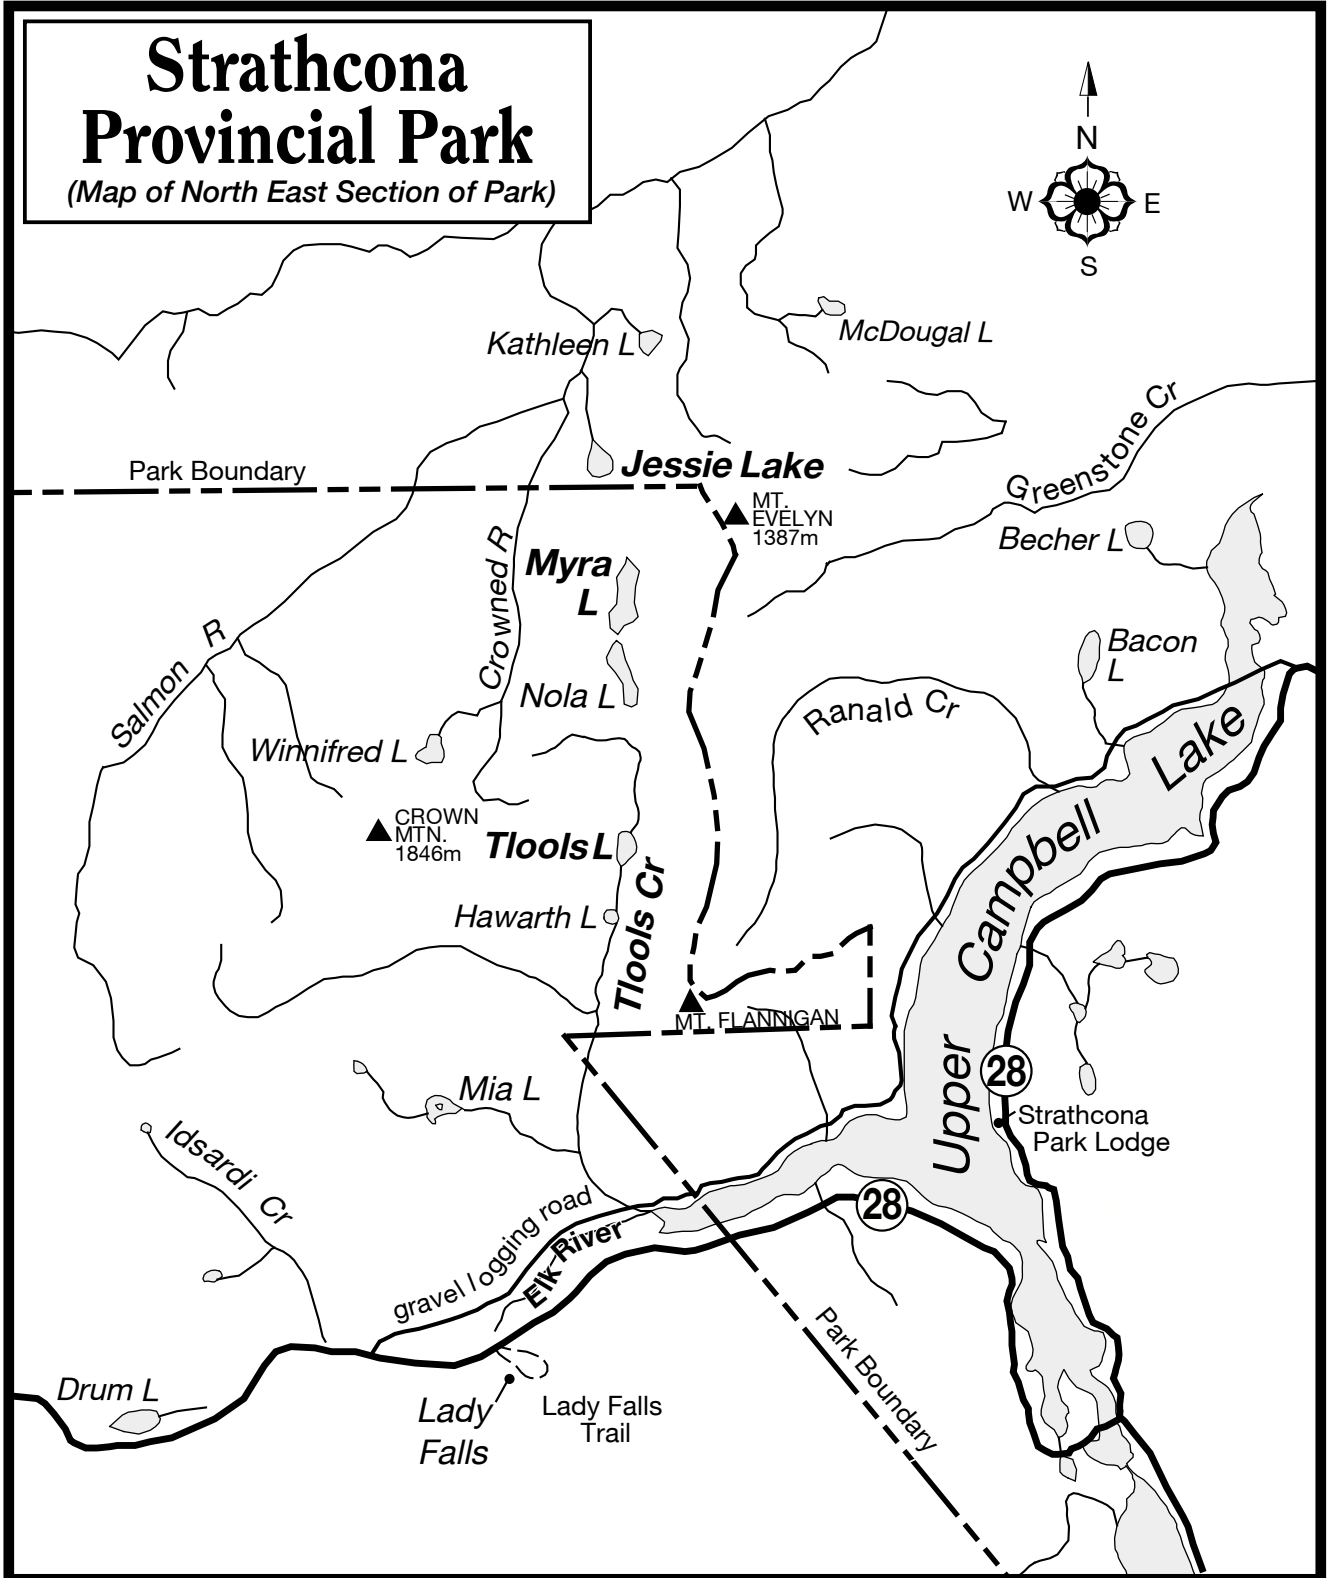 Strathcona
Provincial Park
(Map of North East Section of Park)
N
W E
S
Kathleen L
McDougal L
Greenstone Cr
Park Boundary
Jessie Lake
MT.
EVELYN
1387m
Becher L
Crowned R
Myra
L
Salmon R
Bacon
L
Nola L
Ranald Cr
Winnifred L
Upper Campbell Lake
CROWN
MTN.
1846m
Tlools L
Tlools Cr
Hawarth L
MT. FLANNIGAN
28
Mia L
Strathcona
Park Lodge
Idsardi Cr
28
gravel logging road
Elk River
Park Boundary
Drum L
Lady
Falls
Lady Falls
Trail